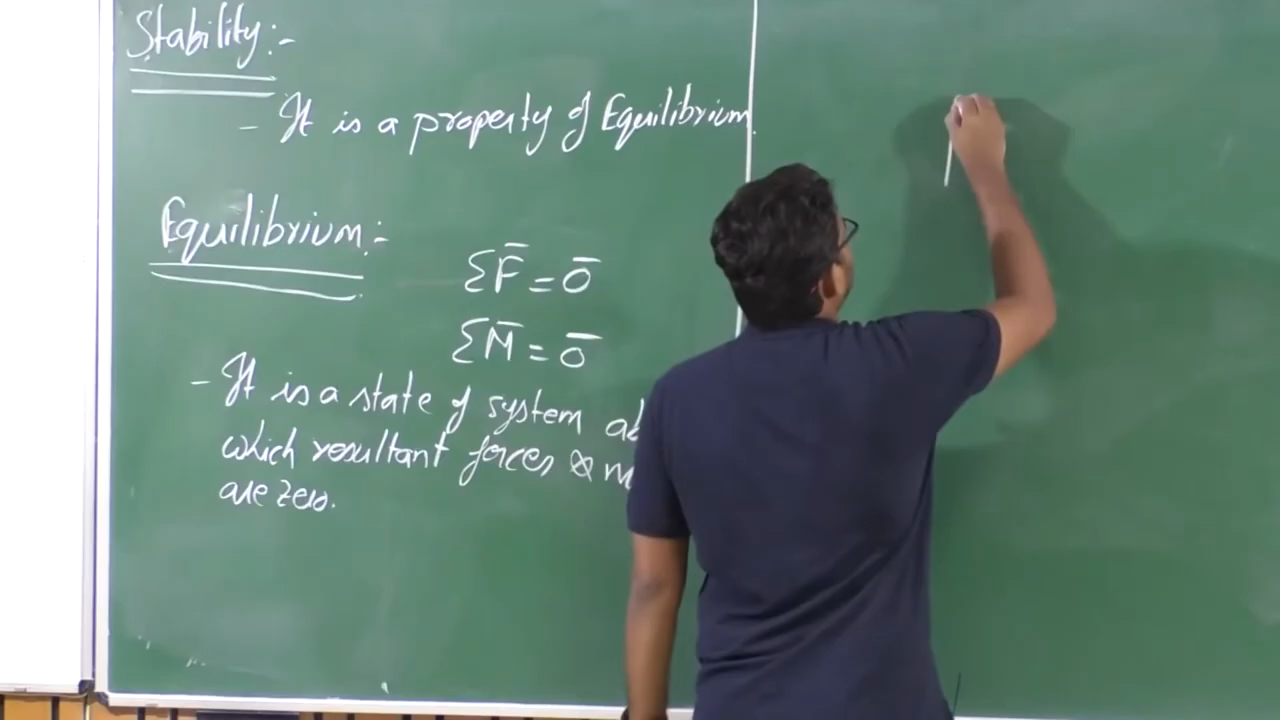 Stability:-
- It is a property of Equilibrium.
Equilibrium:-
ΣF̄ = 0̄
ΣM̄ = 0̄
- It is a state of system
which resultant forces &
are zero.